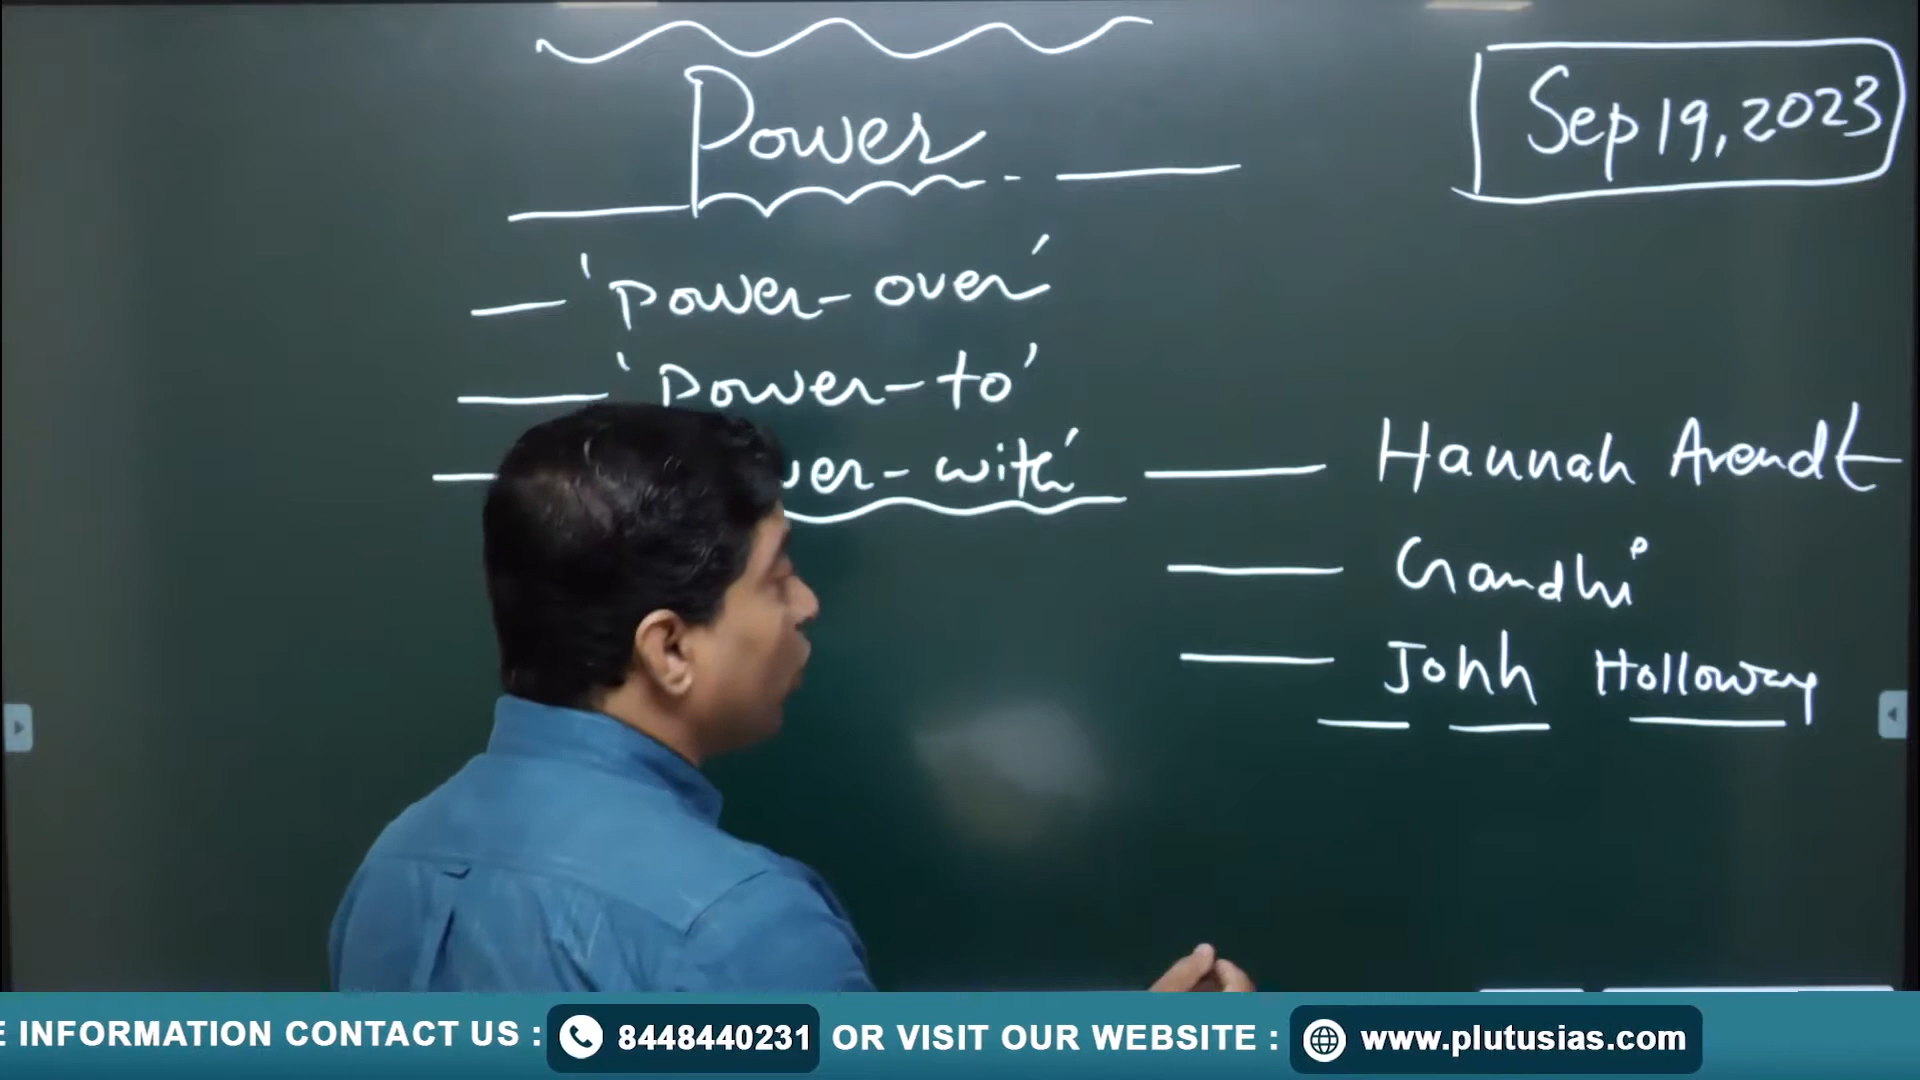 Power
Sep 19, 2023
— 'Power-over'
— 'Power-to'
— wer-with' — Hannah Arendt
— Gandhi
— John Holloway
E INFORMATION CONTACT US : 8448440231 OR VISIT OUR WEBSITE : www.plutusias.com